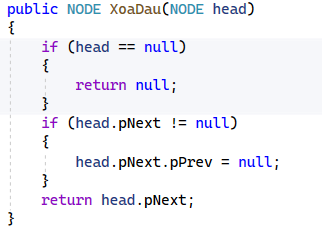 public NODE XoaDau(NODE head)
{
    if (head == null)
    {
        return null;
    }
    if (head.pNext != null)
    {
        head.pNext.pPrev = null;
    }
    return head.pNext;
}